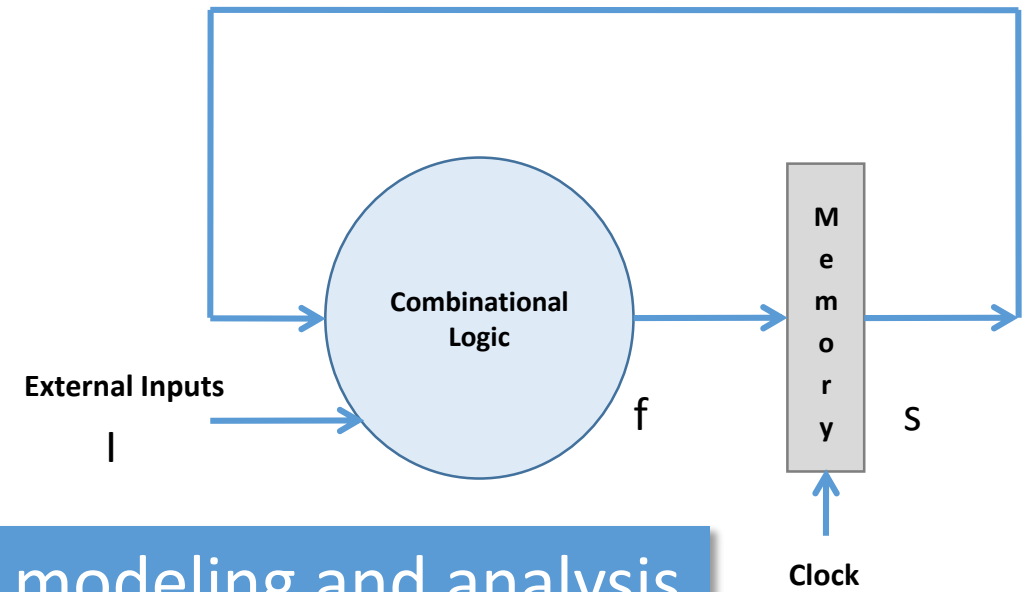 Combinational
Logic
M
e
m
o
r
y
External Inputs
I
f
s
Clock
modeling and analysis